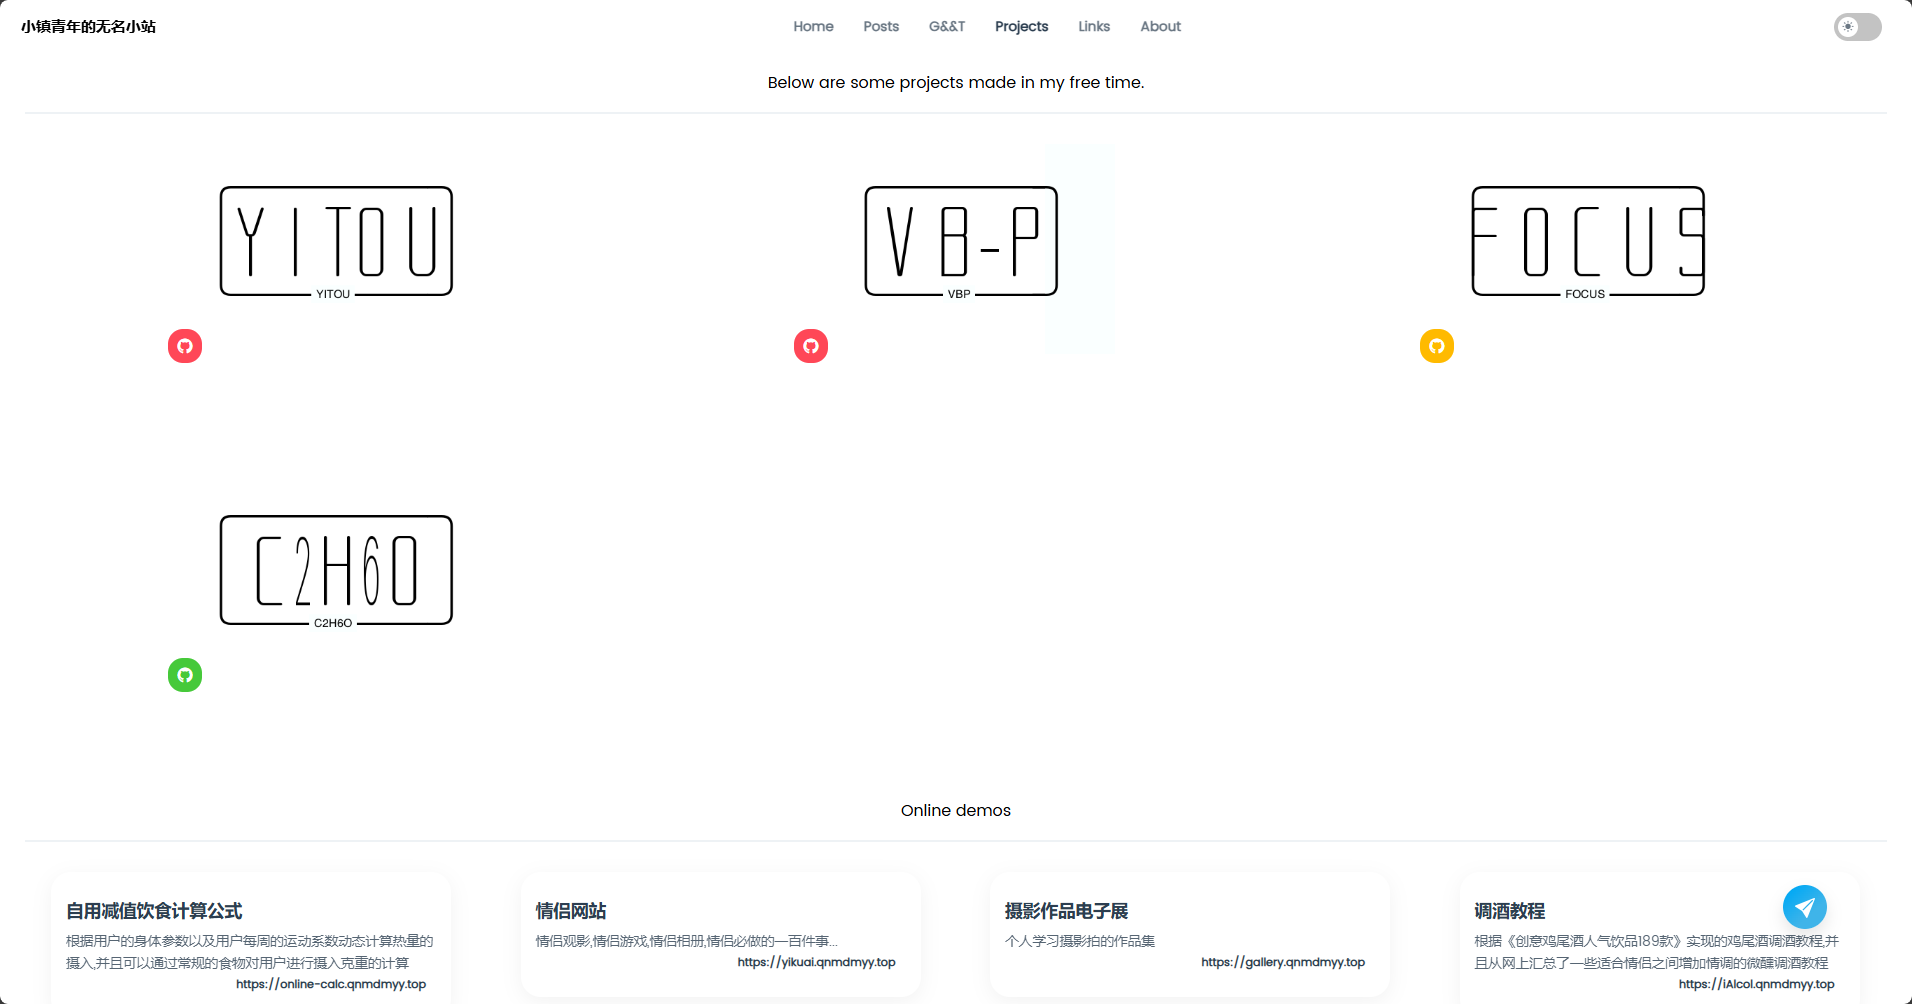 小镇青年的无名小站
Home Posts G&&T Projects Links About
Below are some projects made in my free time.
YITOU
YITOU
VB-P
VBP
FOCUS
FOCUS
C2H6O
C2H6O
Online demos
自用减值饮食计算公式
根据用户的身体参数以及用户每周的运动系数动态计算热量的
摄入,并且可以通过常规的食物对用户进行摄入克重的计算
https://online-calc.qnmdmyy.top
情侣网站
情侣观影,情侣游戏,情侣相册,情侣必做的一百件事...
https://yikuai.qnmdmyy.top
摄影作品电子展
个人学习摄影拍的作品集
https://gallery.qnmdmyy.top
调酒教程
根据《创意鸡尾酒人气饮品189款》实现的鸡尾酒调酒教程,并
且从网上汇总了一些适合情侣之间增加情调的微醺调酒教程
https://iAlcol.qnmdmyy.top